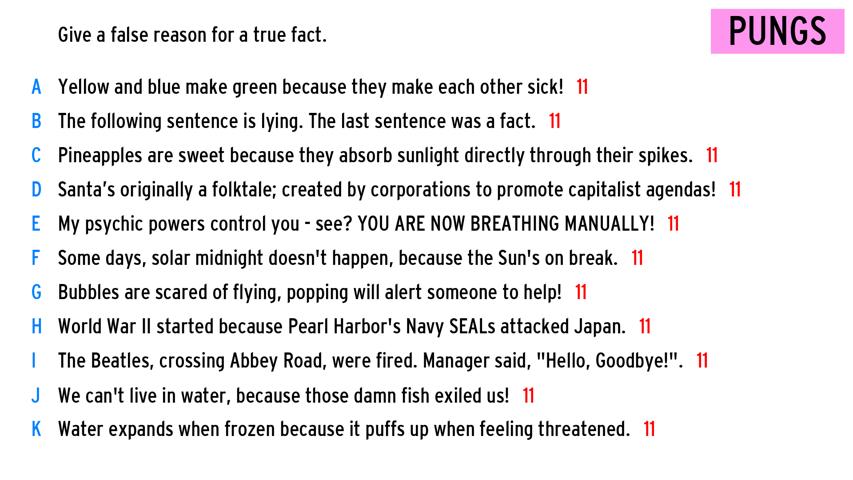 Give a false reason for a true fact.
PUNGS
A Yellow and blue make green because they make each other sick! 11
B The following sentence is lying. The last sentence was a fact. 11
C Pineapples are sweet because they absorb sunlight directly through their spikes. 11
D Santa's originally a folktale; created by corporations to promote capitalist agendas! 11
E My psychic powers control you - see? YOU ARE NOW BREATHING MANUALLY! 11
F Some days, solar midnight doesn't happen, because the Sun's on break. 11
G Bubbles are scared of flying, popping will alert someone to help! 11
H World War II started because Pearl Harbor's Navy SEALs attacked Japan. 11
I The Beatles, crossing Abbey Road, were fired. Manager said, "Hello, Goodbye!". 11
J We can't live in water, because those damn fish exiled us! 11
K Water expands when frozen because it puffs up when feeling threatened. 11